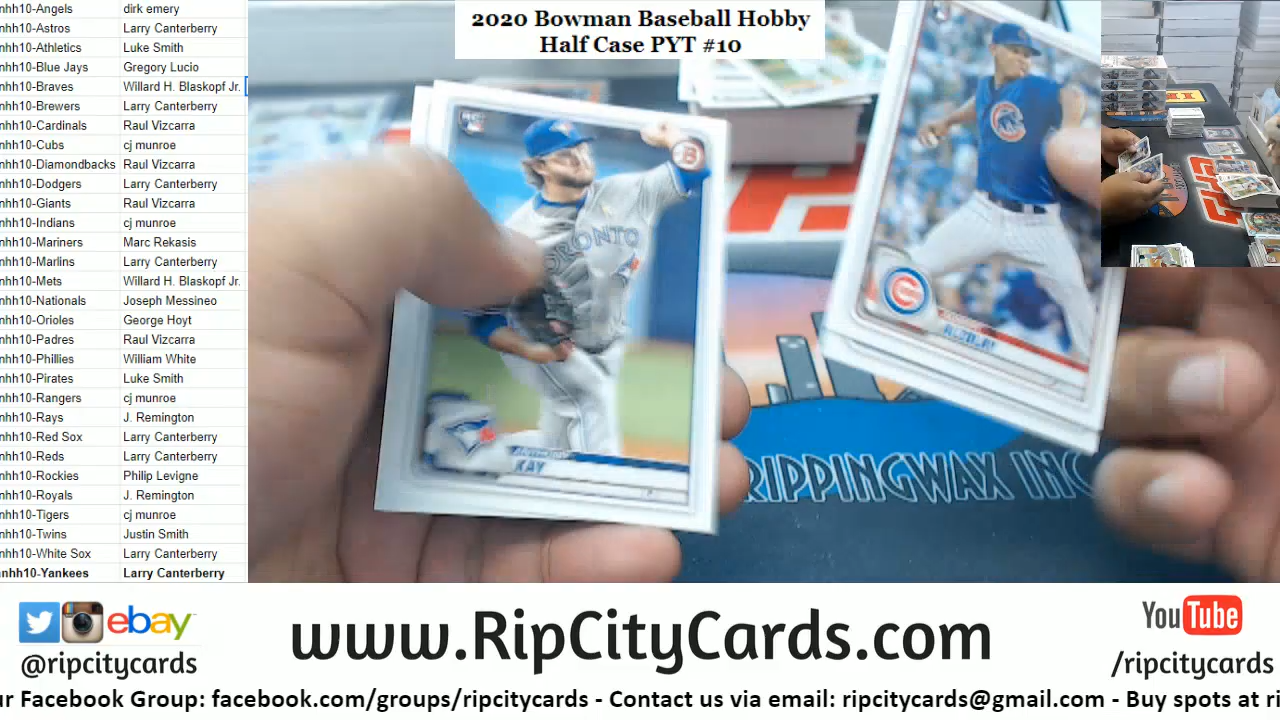 nhh10-Angels dirk emery
nhh10-Astros Larry Canterberry
nhh10-Athletics Luke Smith
nhh10-Blue Jays Gregory Lucio
nhh10-Braves Willard H. Blaskopf Jr.
nhh10-Brewers Larry Canterberry
nhh10-Cardinals Raul Vizcarra
nhh10-Cubs cj munroe
nhh10-Diamondbacks Raul Vizcarra
nhh10-Dodgers Larry Canterberry
nhh10-Giants Raul Vizcarra
nhh10-Indians cj munroe
nhh10-Mariners Marc Rekasis
nhh10-Marlins Larry Canterberry
nhh10-Mets Willard H. Blaskopf Jr.
nhh10-Nationals Joseph Messineo
nhh10-Orioles George Hoyt
nhh10-Padres Raul Vizcarra
nhh10-Phillies William White
nhh10-Pirates Luke Smith
nhh10-Rangers cj munroe
nhh10-Rays J. Remington
nhh10-Red Sox Larry Canterberry
nhh10-Reds Larry Canterberry
nhh10-Rockies Philip Levigne
nhh10-Royals J. Remington
nhh10-Tigers cj munroe
nhh10-Twins Justin Smith
nhh10-White Sox Larry Canterberry
nhh10-Yankees Larry Canterberry
2020 Bowman Baseball Hobby
Half Case PYT #10
B
TORONTO
KAY
C
RIPPINGWAX INC
ebay
@ripcitycards
www.RipCityCards.com
YouTube
/ripcitycards
ur Facebook Group: facebook.com/groups/ripcitycards - Contact us via email: ripcitycards@gmail.com - Buy spots at ri